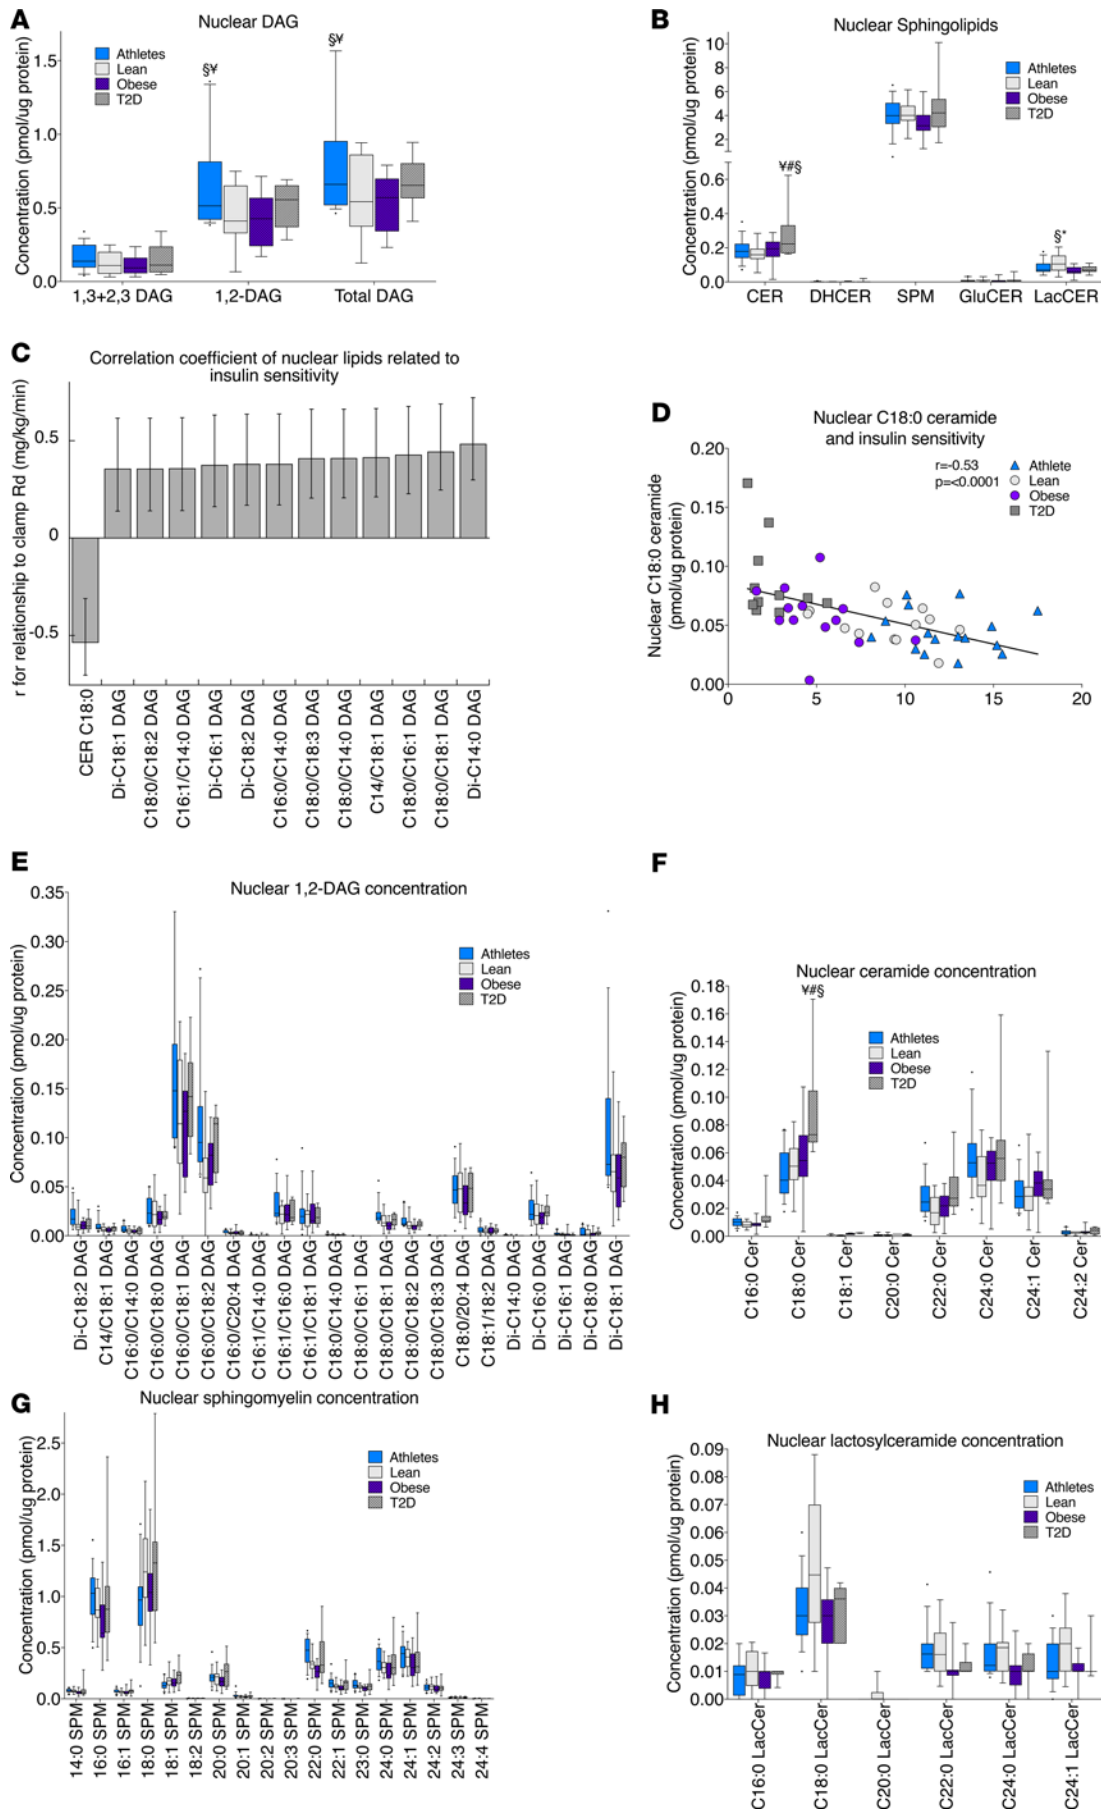 A
Nuclear DAG
Concentration (pmol/ug protein)
1.5
1.0
0.5
0.0
Athletes
Lean
Obese
T2D
§¥
§¥
1,3+2,3 DAG
1,2-DAG
Total DAG
B
Nuclear Sphingolipids
Concentration (pmol/ug protein)
10
8
6
4
2
0.6
0.4
0.2
0.0
Athletes
Lean
Obese
T2D
¥#§
§*
CER
DHCER
SPM
GluCER
LacCER
C
Correlation coefficient of nuclear lipids related to
insulin sensitivity
r for relationship to clamp Rd (mg/kg/min)
0.5
0
-0.5
CER C18:0
Di-C18:1 DAG
C18:0/C18:2 DAG
C16:1/C14:0 DAG
Di-C16:1 DAG
Di-C18:2 DAG
C16:0/C14:0 DAG
C18:0/C18:3 DAG
C18:0/C14:0 DAG
C14/C18:1 DAG
C18:0/C16:1 DAG
C18:0/C18:1 DAG
Di-C14:0 DAG
D
Nuclear C18:0 ceramide
and insulin sensitivity
Nuclear C18:0 ceramide
(pmol/ug protein)
0.20
0.15
0.10
0.05
0.00
r=-0.53
p=<0.0001
Athlete
Lean
Obese
T2D
0
5
10
15
20
E
Nuclear 1,2-DAG concentration
Concentration (pmol/ug protein)
0.35
0.30
0.25
0.20
0.15
0.10
0.05
0.00
Athletes
Lean
Obese
T2D
Di-C18:2 DAG
C14/C18:1 DAG
C16:0/C14:0 DAG
C16:0/C18:0 DAG
C16:0/C18:1 DAG
C16:0/C18:2 DAG
C16:0/C20:4 DAG
C16:1/C14:0 DAG
C16:1/C16:0 DAG
C16:1/C18:1 DAG
C18:0/C14:0 DAG
C18:0/C16:1 DAG
C18:0/C18:1 DAG
C18:0/C18:2 DAG
C18:0/C18:3 DAG
C18:0/20:4 DAG
C18:1/18:2 DAG
Di-C14:0 DAG
Di-C16:0 DAG
Di-C16:1 DAG
Di-C18:0 DAG
Di-C18:1 DAG
F
Nuclear ceramide concentration
Concentration (pmol/ug protein)
0.18
0.16
0.14
0.12
0.10
0.08
0.06
0.04
0.02
0.00
¥#§
Athletes
Lean
Obese
T2D
C16:0 Cer
C18:0 Cer
C18:1 Cer
C20:0 Cer
C22:0 Cer
C24:0 Cer
C24:1 Cer
C24:2 Cer
G
Nuclear sphingomyelin concentration
Concentration (pmol/ug protein)
2.5
2.0
1.5
1.0
0.5
0.0
Athletes
Lean
Obese
T2D
14:0 SPM
16:0 SPM
16:1 SPM
18:0 SPM
18:1 SPM
18:2 SPM
20:0 SPM
20:1 SPM
20:2 SPM
20:3 SPM
22:0 SPM
22:1 SPM
23:0 SPM
24:0 SPM
24:1 SPM
24:2 SPM
24:3 SPM
24:4 SPM
H
Nuclear lactosylceramide concentration
Concentration (pmol/ug protein)
0.09
0.08
0.07
0.06
0.05
0.04
0.03
0.02
0.01
0.00
Athletes
Lean
Obese
T2D
C16:0 LacCer
C18:0 LacCer
C20:0 LacCer
C22:0 LacCer
C24:0 LacCer
C24:1 LacCer